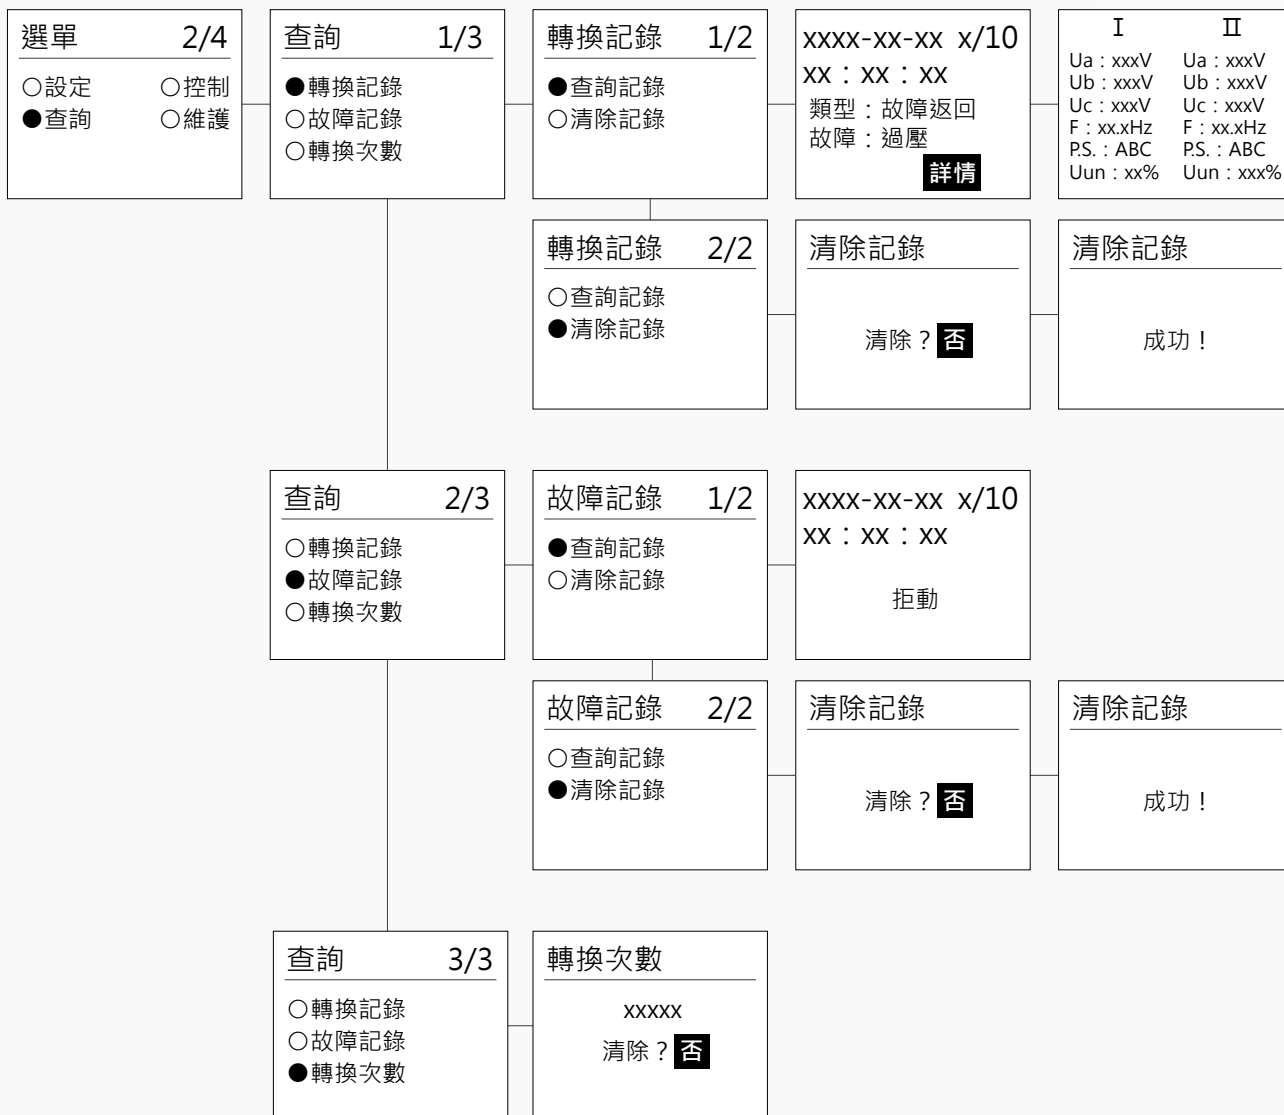 選單 2/4
○設定 ○控制
●查詢 ○維護
查詢 1/3
●轉換記錄
○故障記錄
○轉換次數
轉換記錄 1/2
●查詢記錄
○清除記錄
xxxx-xx-xx x/10
xx：xx：xx
類型：故障返回
故障：過壓
詳情
I II
Ua：xxxV Ua：xxxV
Ub：xxxV Ub：xxxV
Uc：xxxV Uc：xxxV
F：xx.xHz F：xx.xHz
P.S.：ABC P.S.：ABC
Uun：xx% Uun：xxx%
轉換記錄 2/2
○查詢記錄
●清除記錄
清除記錄
清除？否
清除記錄
成功！
查詢 2/3
○轉換記錄
●故障記錄
○轉換次數
故障記錄 1/2
●查詢記錄
○清除記錄
xxxx-xx-xx x/10
xx：xx：xx
拒動
故障記錄 2/2
○查詢記錄
●清除記錄
清除記錄
清除？否
清除記錄
成功！
查詢 3/3
○轉換記錄
○故障記錄
●轉換次數
轉換次數
xxxxx
清除？否